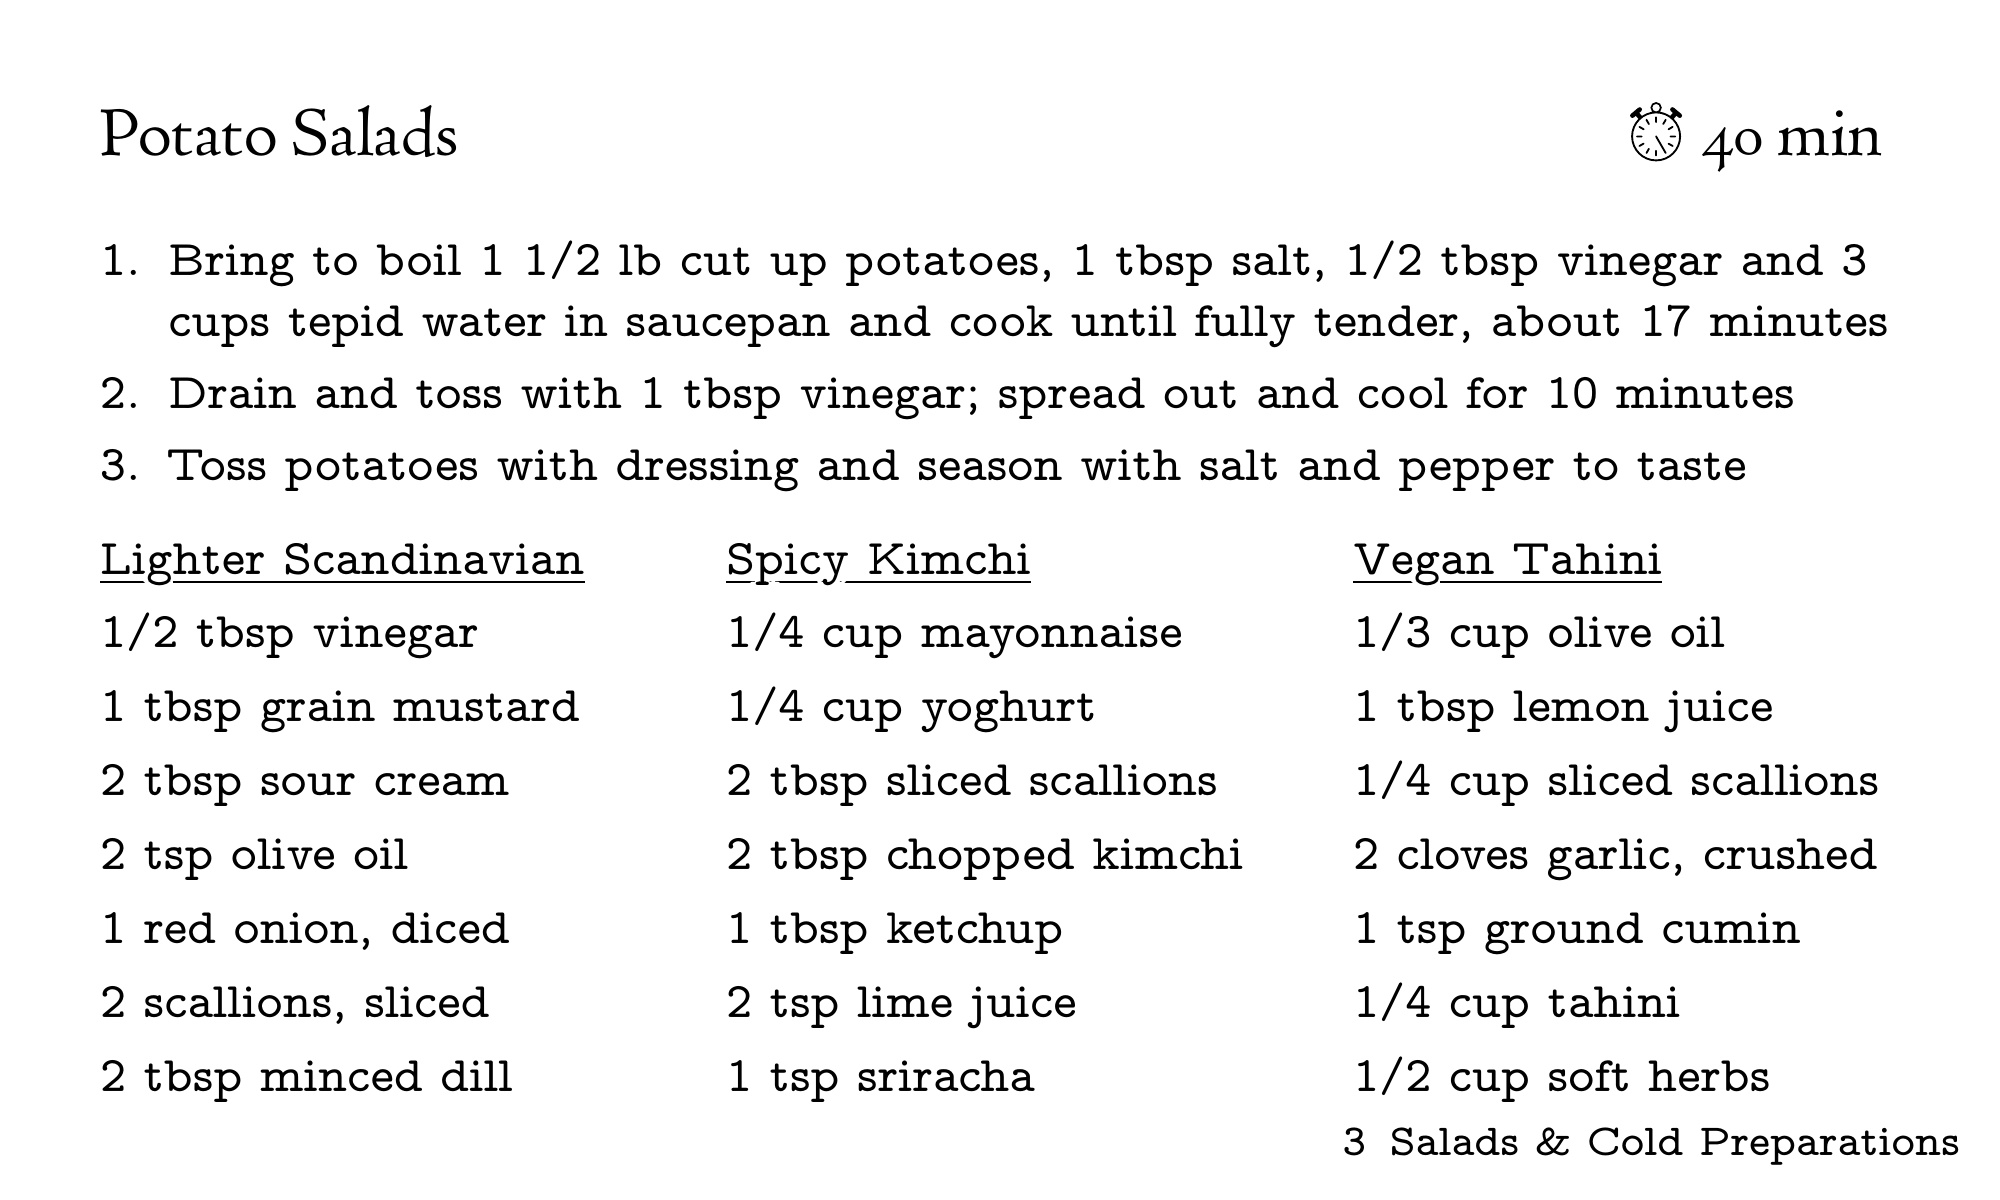 Potato Salads
40 min
1. Bring to boil 1 1/2 lb cut up potatoes, 1 tbsp salt, 1/2 tbsp vinegar and 3
cups tepid water in saucepan and cook until fully tender, about 17 minutes
2. Drain and toss with 1 tbsp vinegar; spread out and cool for 10 minutes
3. Toss potatoes with dressing and season with salt and pepper to taste
Lighter Scandinavian
1/2 tbsp vinegar
1 tbsp grain mustard
2 tbsp sour cream
2 tsp olive oil
1 red onion, diced
2 scallions, sliced
2 tbsp minced dill
Spicy Kimchi
1/4 cup mayonnaise
1/4 cup yoghurt
2 tbsp sliced scallions
2 tbsp chopped kimchi
1 tbsp ketchup
2 tsp lime juice
1 tsp sriracha
Vegan Tahini
1/3 cup olive oil
1 tbsp lemon juice
1/4 cup sliced scallions
2 cloves garlic, crushed
1 tsp ground cumin
1/4 cup tahini
1/2 cup soft herbs
3 Salads & Cold Preparations